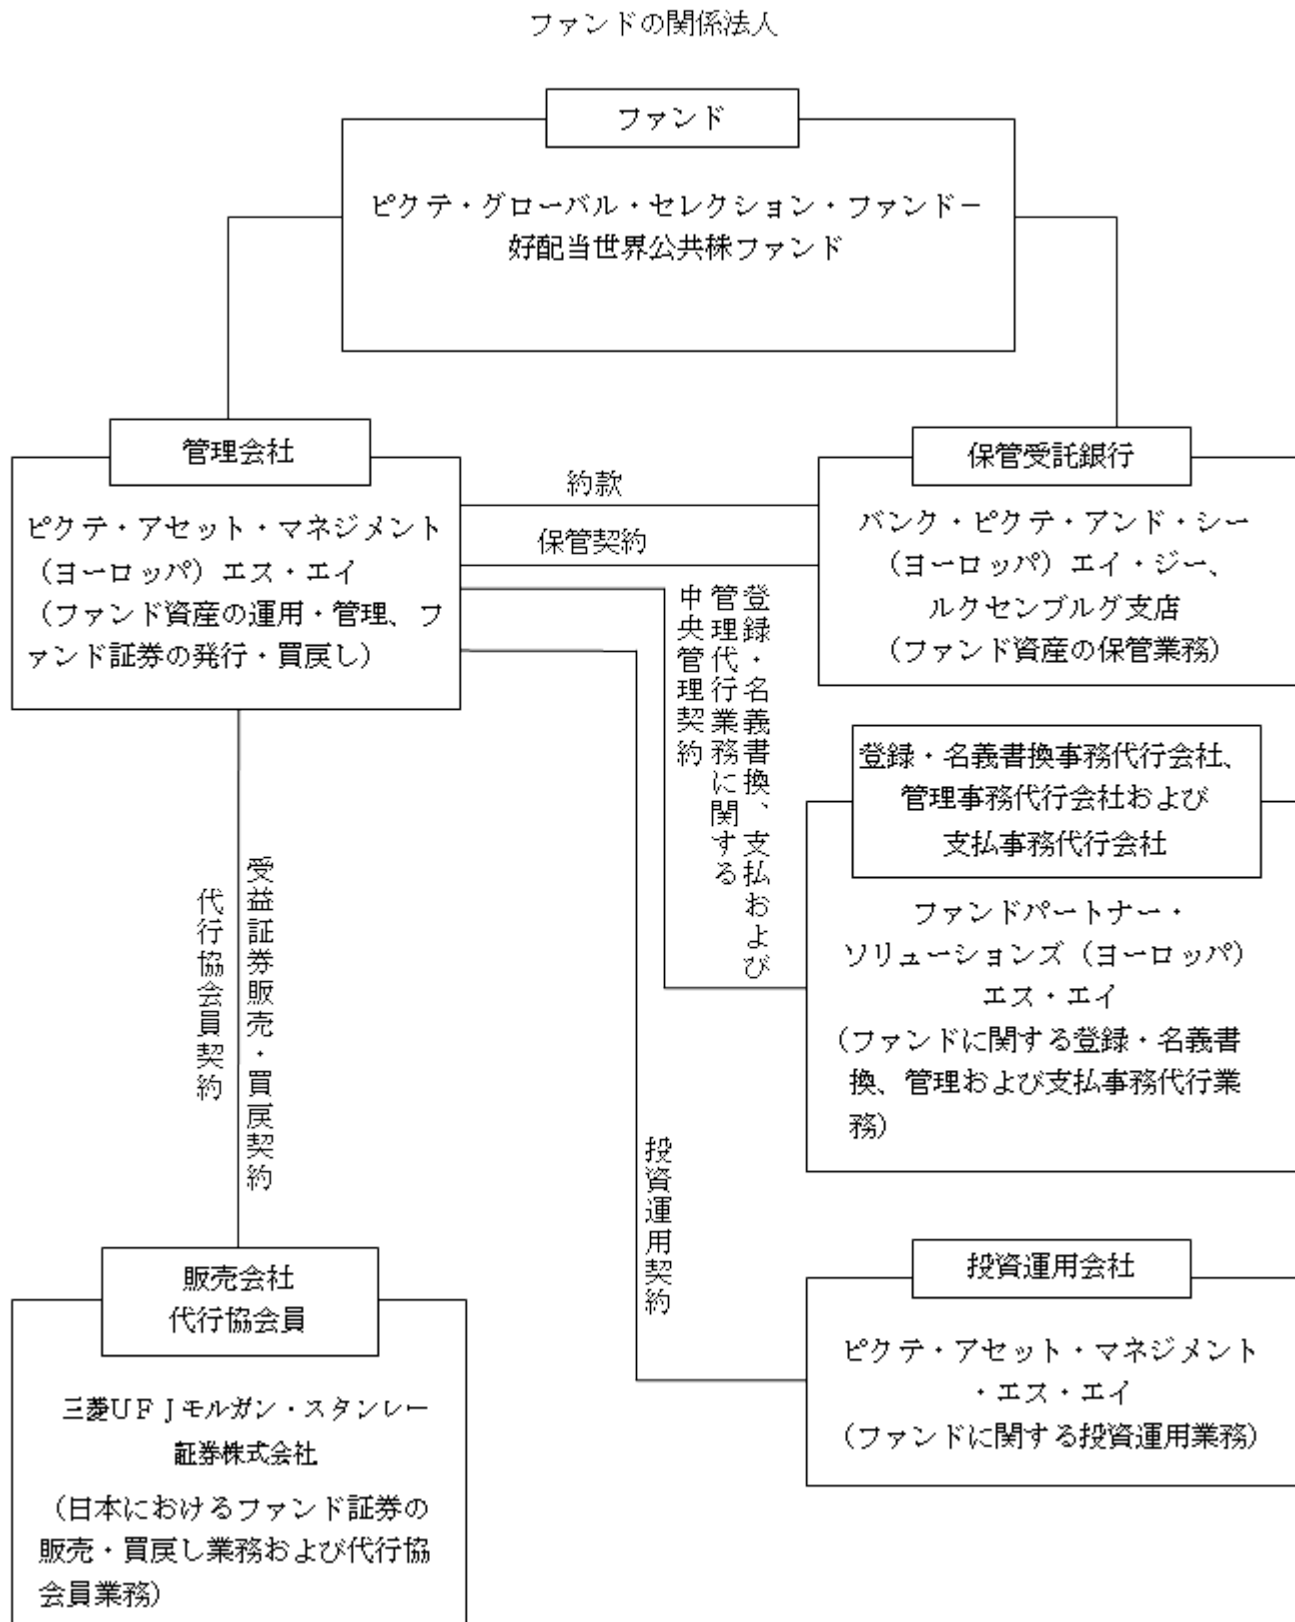 ファンドの関係法人
ファンド
ピクテ・グローバル・セレクション・ファンド－
好配当世界公共株ファンド
管理会社
ピクテ・アセット・マネジメント
（ヨーロッパ）エス・エイ
（ファンド資産の運用・管理、フ
ァンド証券の発行・買戻し）
約款
保管契約
保管受託銀行
バンク・ピクテ・アンド・シー
（ヨーロッパ）エイ・ジー、
ルクセンブルグ支店
（ファンド資産の保管業務）
登録・名義書換、支払および
管理代行業務に関する
中央管理契約
登録・名義書換事務代行会社、
管理事務代行会社および
支払事務代行会社
ファンドパートナー・
ソリューションズ（ヨーロッパ）
エス・エイ
（ファンドに関する登録・名義書
換、管理および支払事務代行業
務）
受益証券販売・買戻契約
代行協会員契約
投資運用契約
販売会社
代行協会員
三菱ＵＦＪモルガン・スタンレー
証券株式会社
（日本におけるファンド証券の
販売・買戻し業務および代行協
会員業務）
投資運用会社
ピクテ・アセット・マネジメント
・エス・エイ
（ファンドに関する投資運用業務）